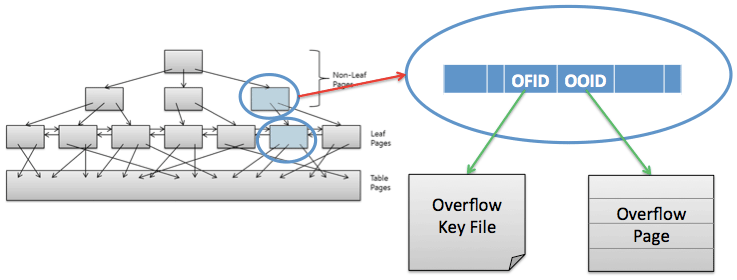 Non-Leaf
Pages
Leaf
Pages
Table
Pages
OFID OOID
Overflow
Key File
Overflow
Page